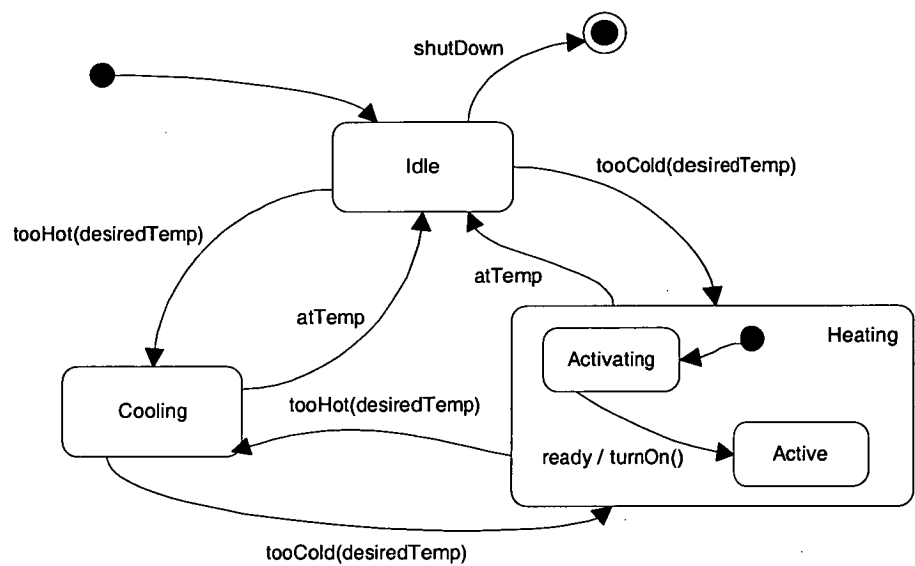 shutDown
Idle
tooCold(desiredTemp)
tooHot(desiredTemp)
atTemp
atTemp
Heating
Activating
Cooling
tooHot(desiredTemp)
ready / turnOn()
Active
tooCold(desiredTemp)